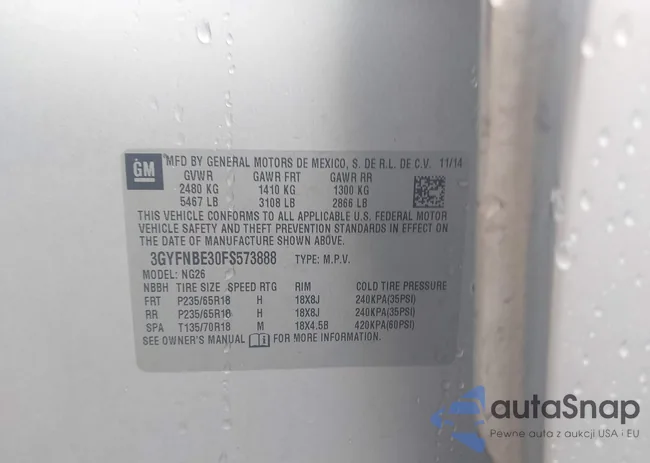 GM
MFD BY GENERAL MOTORS DE MEXICO, S. DE R.L. DE C.V. 11/14
GVWR GAWR FRT GAWR RR
2480 KG 1410 KG 1300 KG
5467 LB 3108 LB 2866 LB
THIS VEHICLE CONFORMS TO ALL APPLICABLE U.S. FEDERAL MOTOR
VEHICLE SAFETY AND THEFT PREVENTION STANDARDS IN EFFECT ON
THE DATE OF MANUFACTURE SHOWN ABOVE.
3GYFNBE30FS573888 TYPE: M.P.V.
MODEL: NG26
NBBH TIRE SIZE SPEED RTG RIM COLD TIRE PRESSURE
FRT P235/65R18 H 18X8J 240KPA(35PSI)
RR P235/65R18 H 18X8J 240KPA(35PSI)
SPA T135/70R18 M 18X4.5B 420KPA(60PSI)
SEE OWNER'S MANUAL FOR MORE INFORMATION.
autaSnap
Pewne auta z aukcji USA i EU